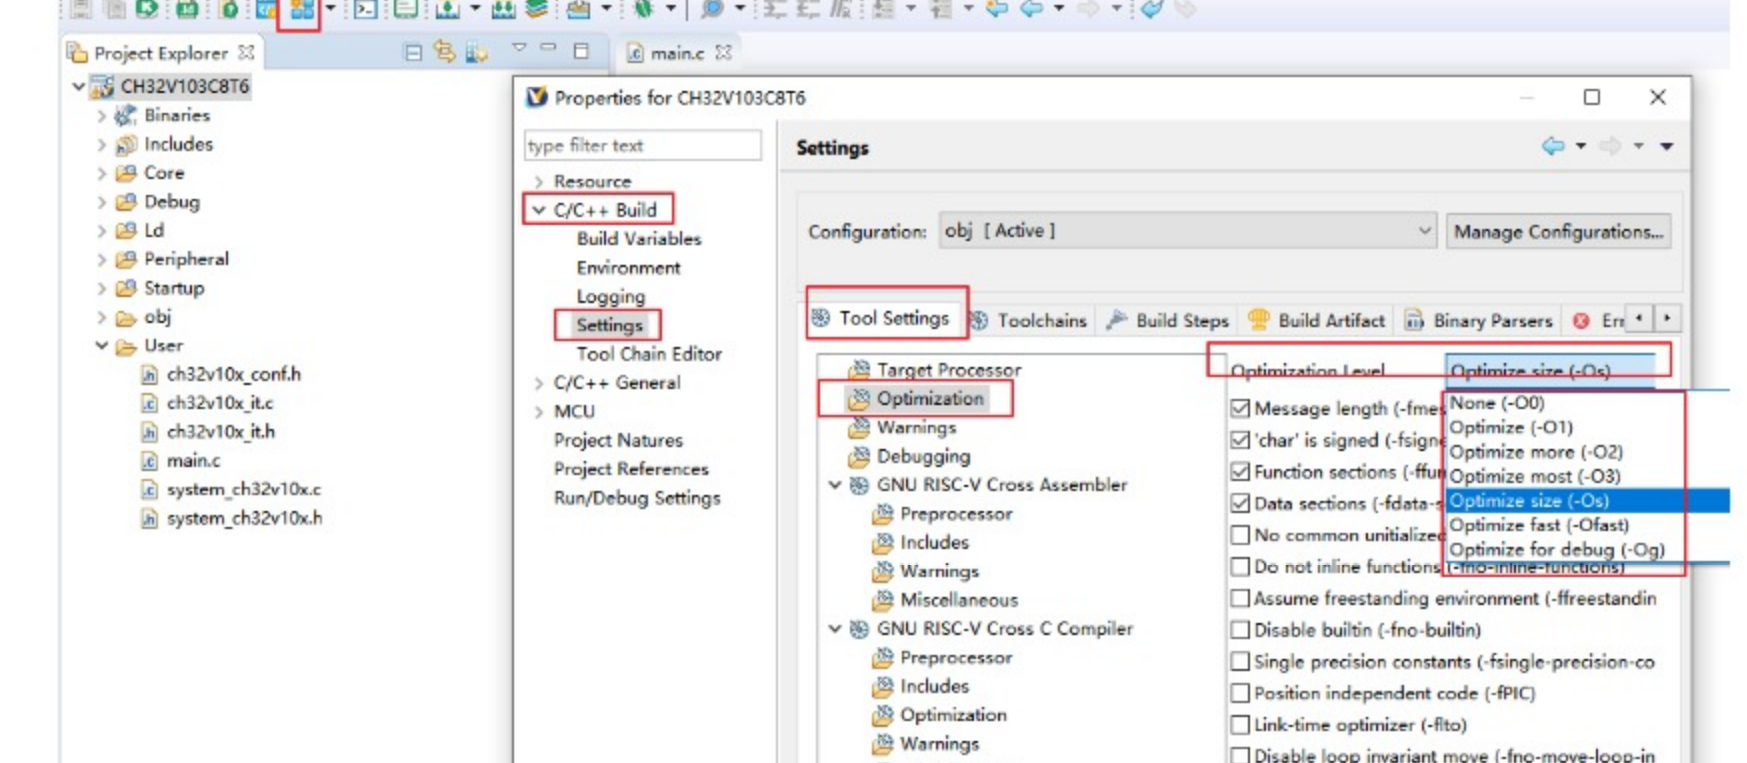 Project Explorer
main.c
CH32V103C8T6
Binaries
Includes
Core
Debug
Ld
Peripheral
Startup
obj
User
ch32v10x_conf.h
ch32v10x_it.c
ch32v10x_it.h
main.c
system_ch32v10x.c
system_ch32v10x.h
Properties for CH32V103C8T6
type filter text
Resource
C/C++ Build
Build Variables
Environment
Logging
Settings
Tool Chain Editor
C/C++ General
MCU
Project Natures
Project References
Run/Debug Settings
Settings
Configuration: obj [ Active ] Manage Configurations...
Tool Settings Toolchains Build Steps Build Artifact Binary Parsers Err
Target Processor
Optimization
Warnings
Debugging
GNU RISC-V Cross Assembler
Preprocessor
Includes
Warnings
Miscellaneous
GNU RISC-V Cross C Compiler
Preprocessor
Includes
Optimization
Warnings
Optimization Level Optimize size (-Os)
None (-O0)
Optimize (-O1)
Optimize more (-O2)
Optimize most (-O3)
Optimize size (-Os)
Optimize fast (-Ofast)
Optimize for debug (-Og)
Message length (-fmes
'char' is signed (-fsigne
Function sections (-ffun
Data sections (-fdata-s
No common unitialized
Do not inline functions (-fno-inline-functions)
Assume freestanding environment (-ffreestandin
Disable builtin (-fno-builtin)
Single precision constants (-fsingle-precision-co
Position independent code (-fPIC)
Link-time optimizer (-flto)
Disable loop invariant move (-fno-move-loop-in